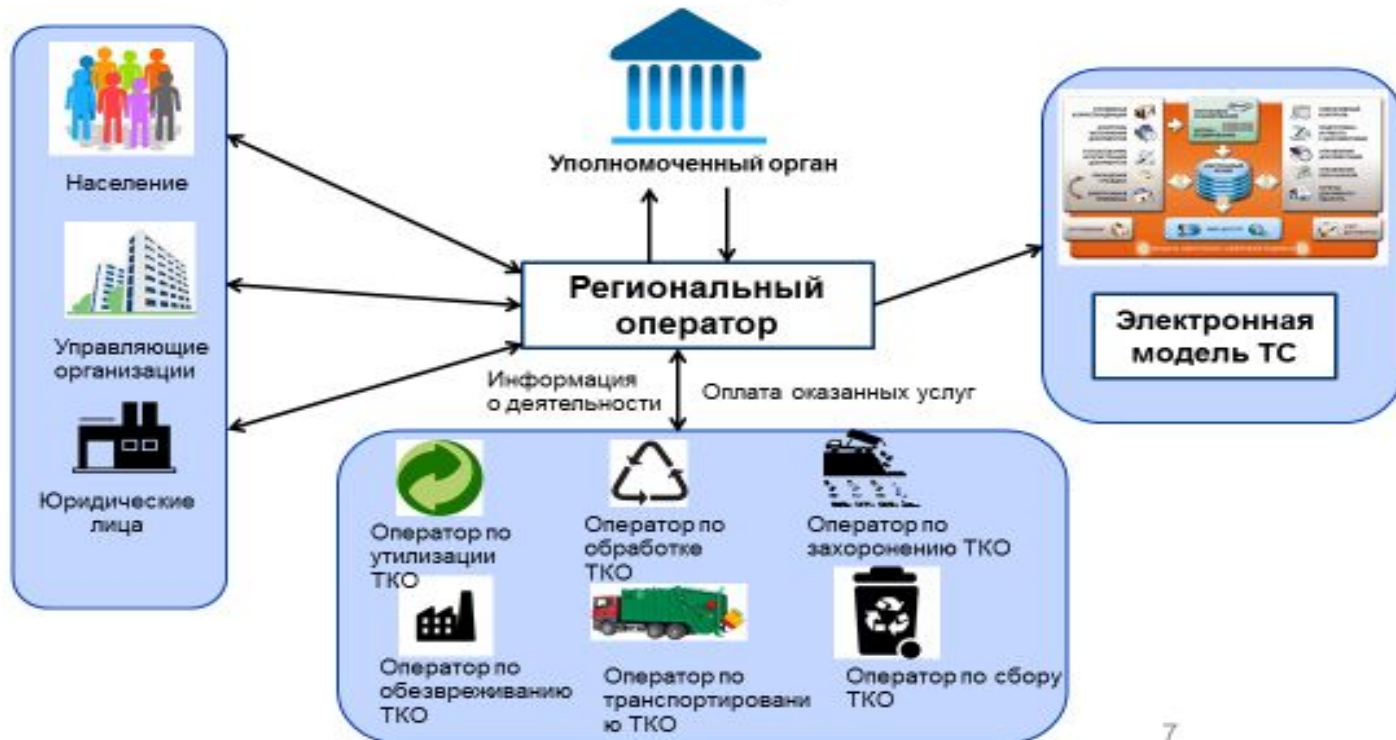 Население
Управляющие
организации
Юридические
лица
Уполномоченный орган
Региональный
оператор
Информация
о деятельности
Оплата оказанных услуг
Электронная
модель ТС
Оператор по
утилизации
ТКО
Оператор по
обработке
ТКО
Оператор по
захоронению ТКО
Оператор по
обезвреживанию
ТКО
Оператор по
транспортировани
ю ТКО
Оператор по сбору
ТКО
7